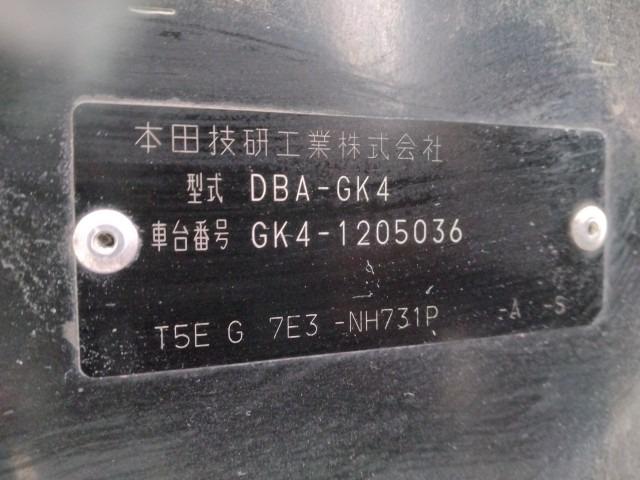 本田技研工業株式会社
型式 DBA-GK4
車台番号 GK4-1205036
T5E G 7E3 -NH731P -A -S